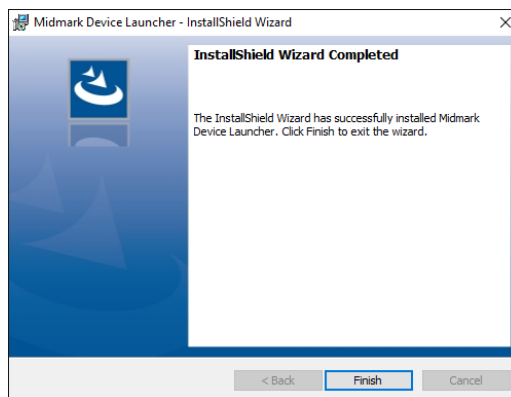 Midmark Device Launcher - InstallShield Wizard
InstallShield Wizard Completed
The InstallShield Wizard has successfully installed Midmark
Device Launcher. Click Finish to exit the wizard.
< Back
Finish
Cancel